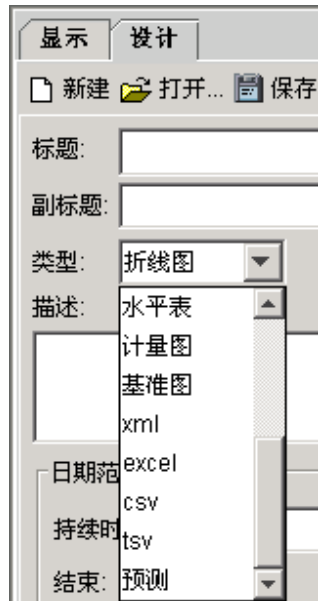 显示 设计
新建 打开... 保存
标题:
副标题:
类型: 折线图
描述: 水平表
计量图
基准图
xml
日期范 excel
csv
持续时 tsv
结束: 预测